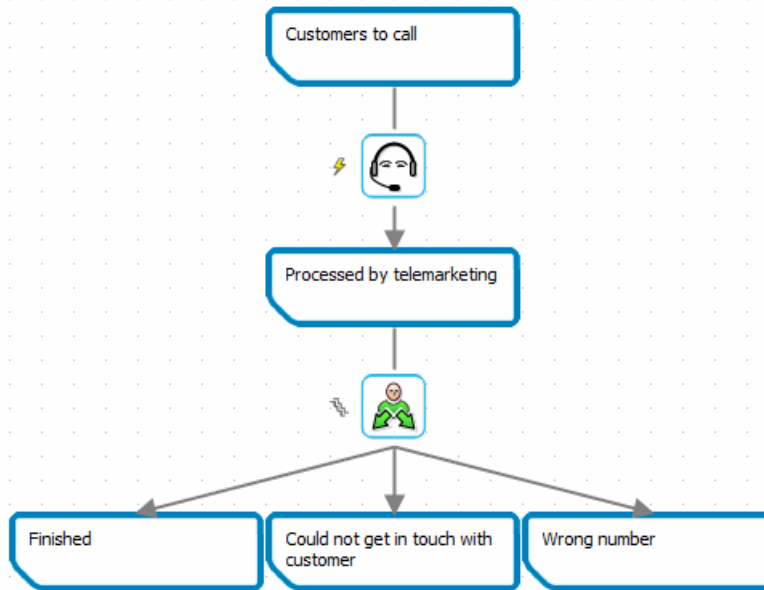 Customers to call
Processed by telemarketing
Finished
Could not get in touch with
customer
Wrong number